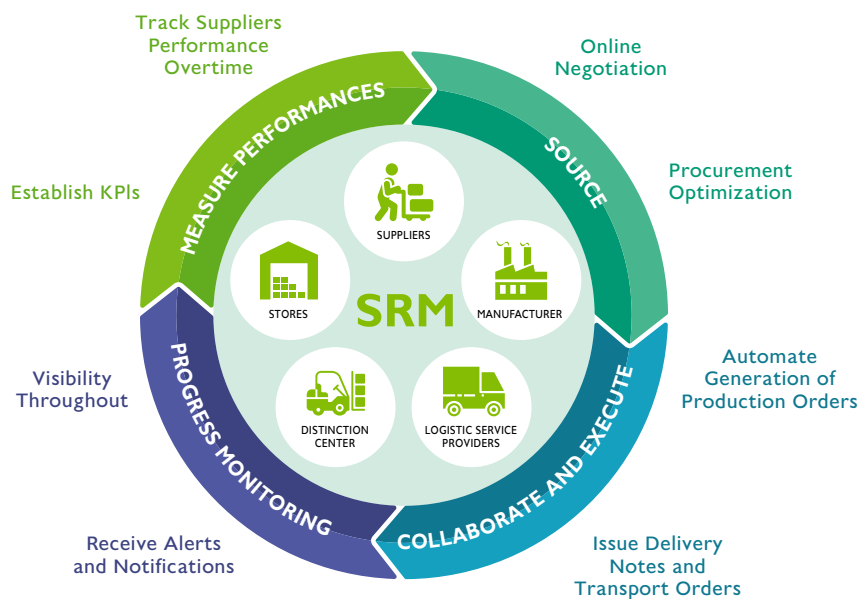 Track Suppliers
Performance
Overtime
Online
Negotiation
MEASURE PERFORMANCES
SOURCE
Establish KPIs
Procurement
Optimization
SUPPLIERS
STORES
MANUFACTURER
SRM
Visibility
Throughout
Automate
Generation of
Production Orders
DISTINCTION
CENTER
LOGISTIC SERVICE
PROVIDERS
PROGRESS MONITORING
COLLABORATE AND EXECUTE
Receive Alerts
and Notifications
Issue Delivery
Notes and
Transport Orders